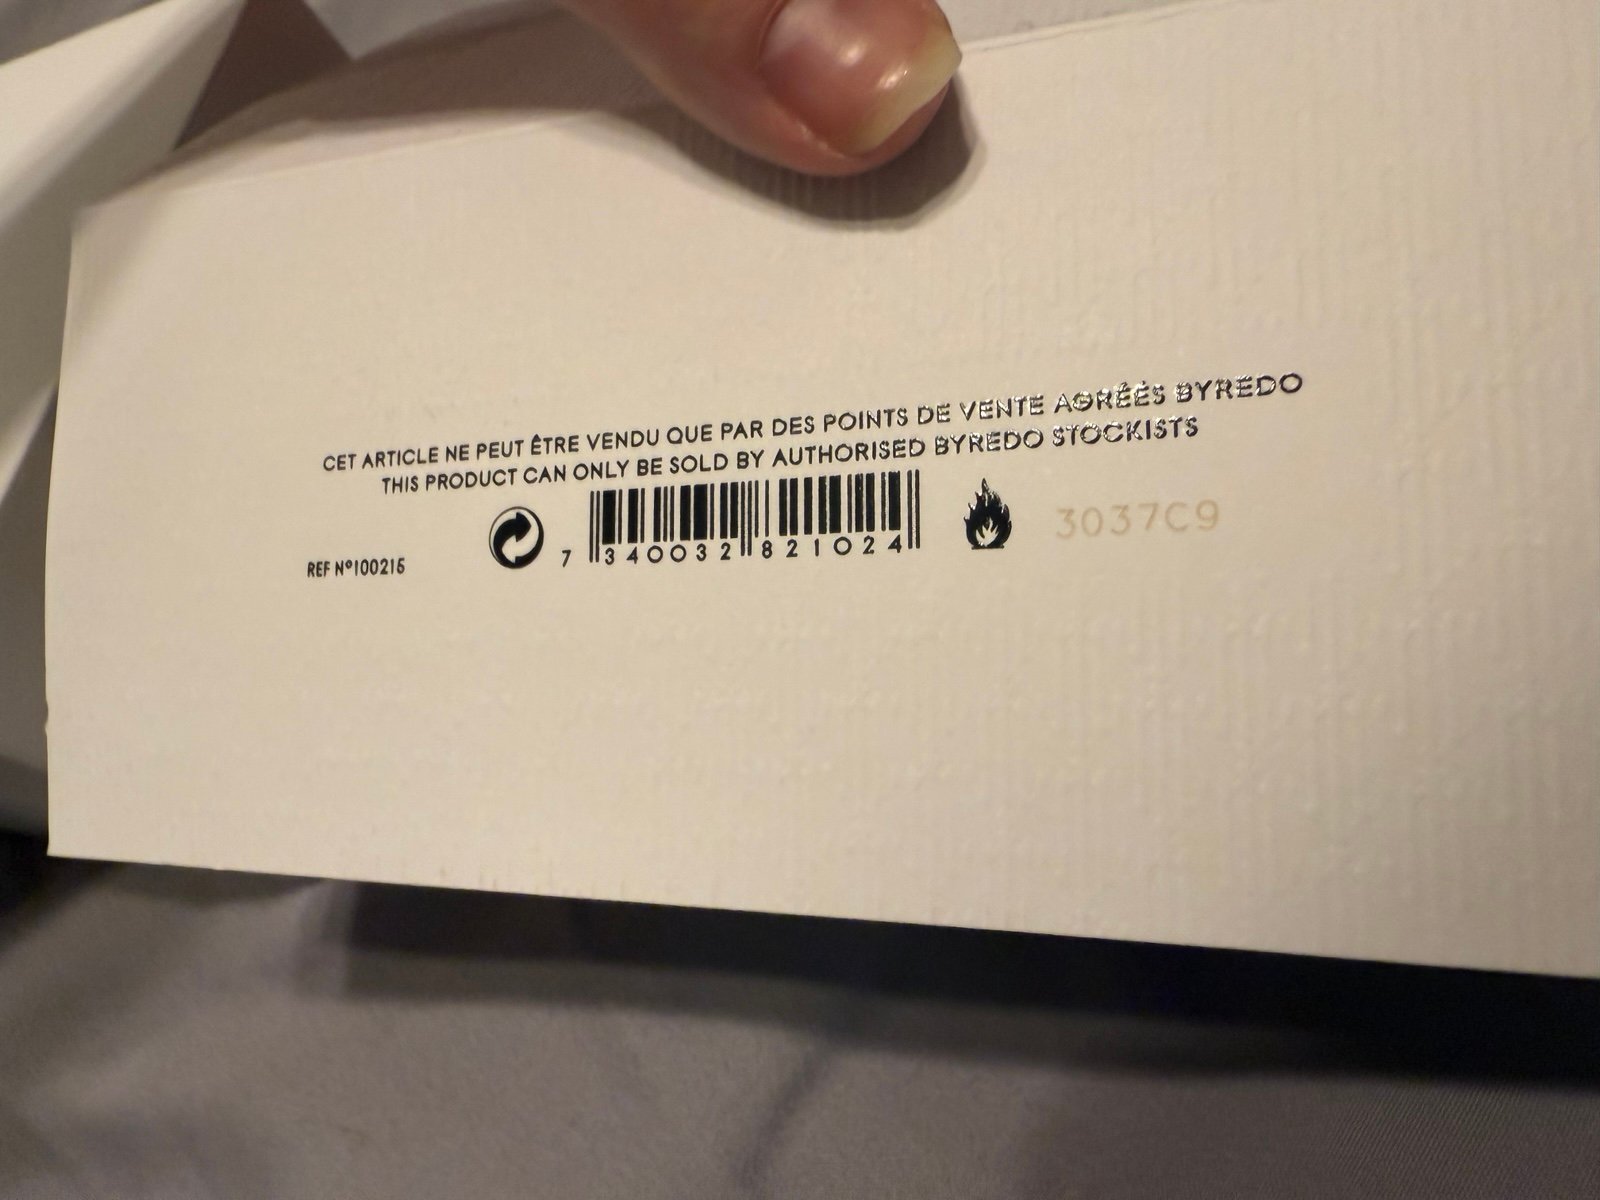 CET ARTICLE NE PEUT ÊTRE VENDU QUE PAR DES POINTS DE VENTE AGRÉÉS BYREDO
THIS PRODUCT CAN ONLY BE SOLD BY AUTHORISED BYREDO STOCKISTS
REF Nº100215
7 340032 821024
3037C9